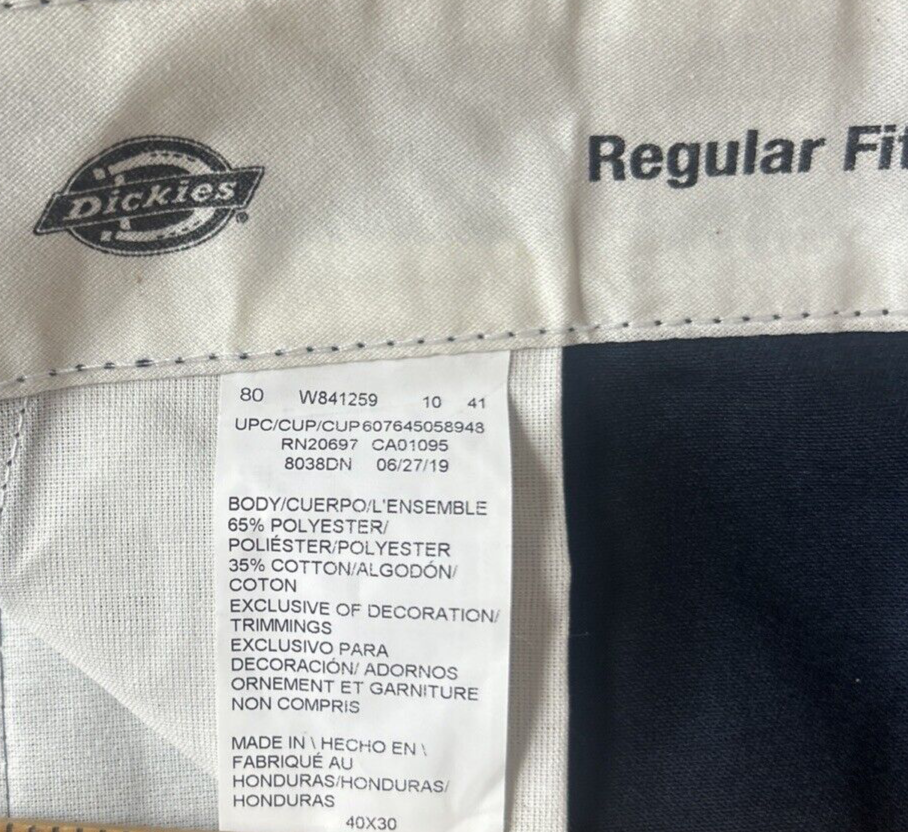 Dickies®
Regular Fit
80 W841259 10 41
UPC/CUP/CUP607645058948
RN20697 CA01095
8038DN 06/27/19
BODY/CUERPO/L'ENSEMBLE
65% POLYESTER/
POLIÉSTER/POLYESTER
35% COTTON/ALGODÓN/
COTON
EXCLUSIVE OF DECORATION/
TRIMMINGS
EXCLUSIVO PARA
DECORACIÓN/ ADORNOS
ORNEMENT ET GARNITURE
NON COMPRIS
MADE IN \ HECHO EN \
FABRIQUÉ AU
HONDURAS/HONDURAS/
HONDURAS
40X30